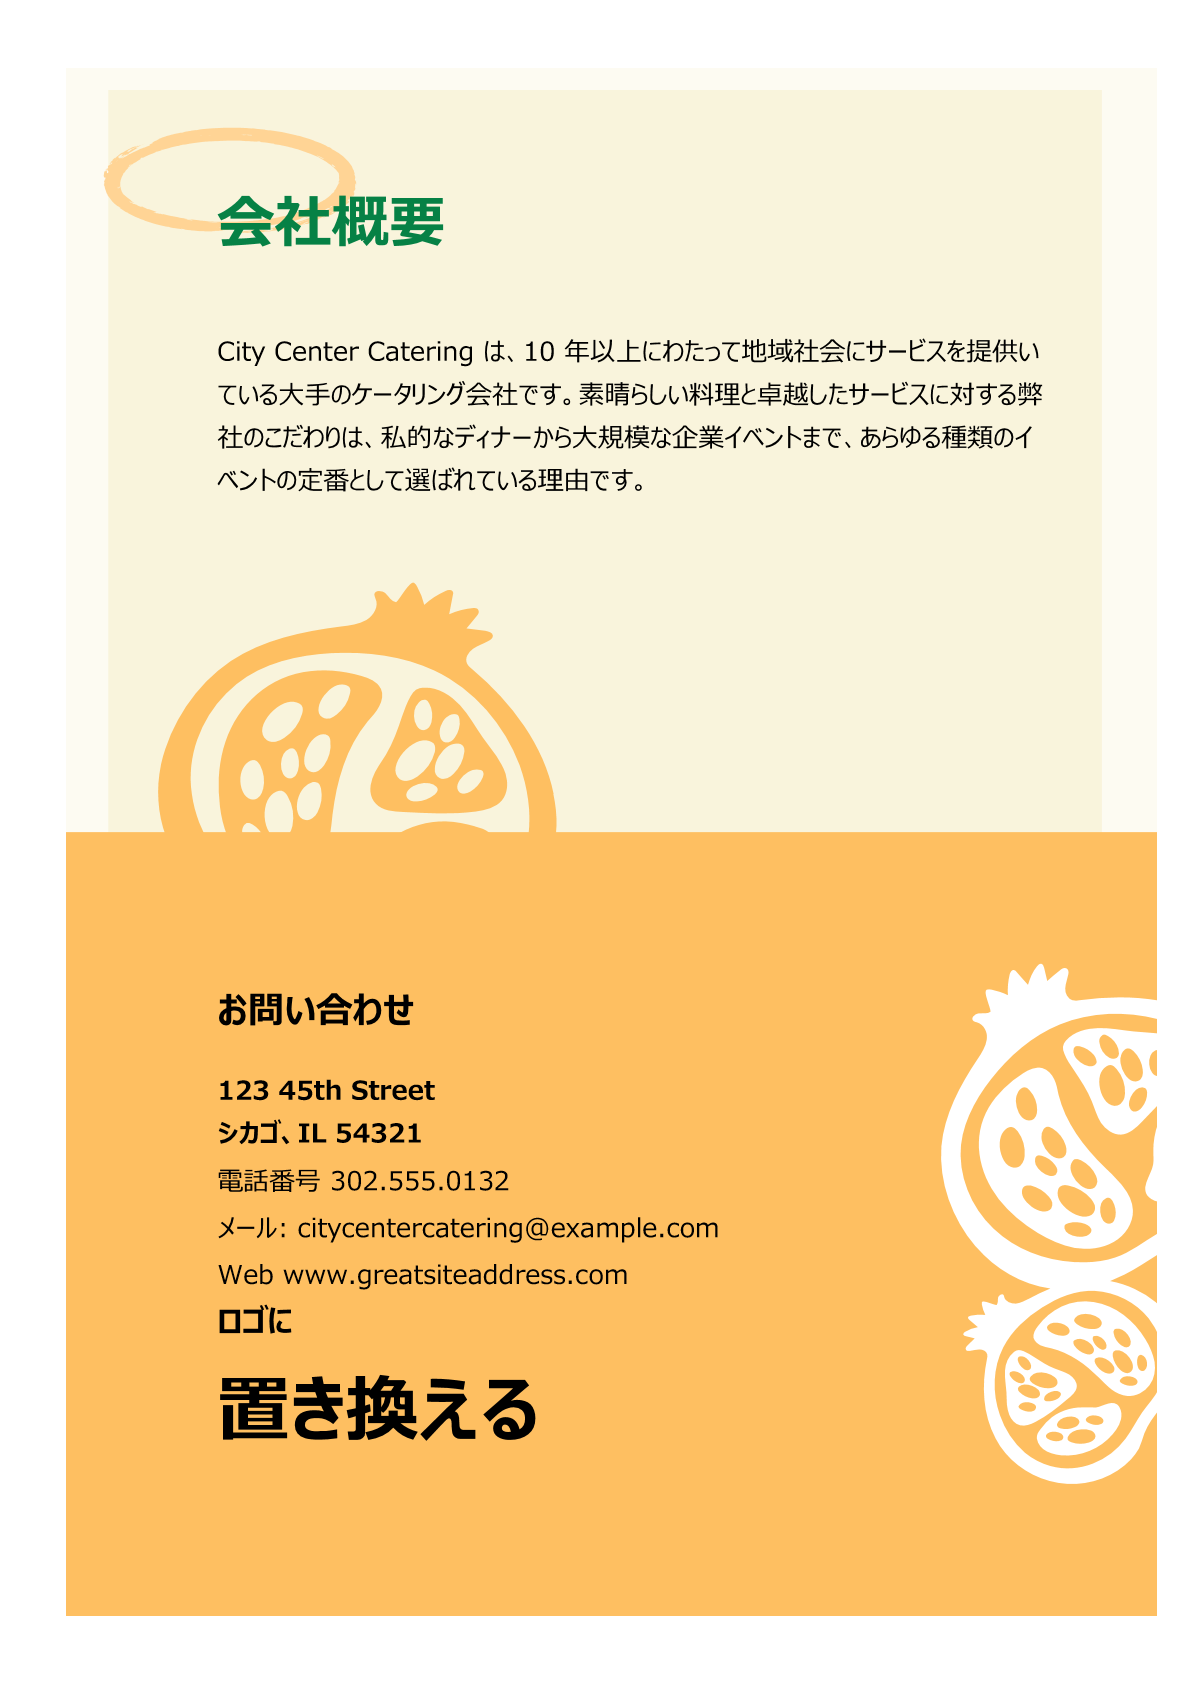 会社概要
City Center Catering は、10 年以上にわたって地域社会にサービスを提供い
ている大手のケータリング会社です。素晴らしい料理と卓越したサービスに対する弊
社のこだわりは、私的なディナーから大規模な企業イベントまで、あらゆる種類のイ
ベントの定番として選ばれている理由です。
お問い合わせ
123 45th Street
シカゴ、IL 54321
電話番号 302.555.0132
メール: citycentercatering@example.com
Web www.greatsiteaddress.com
ロゴに
置き換える